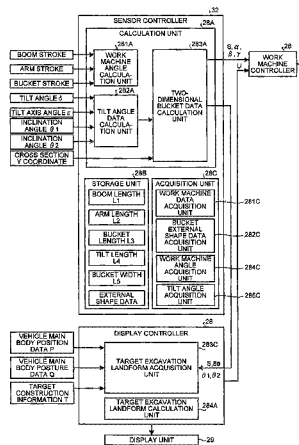 32
SENSOR CONTROLLER
28A
CALCULATION UNIT
281A
283A
BOOM STROKE
ARM STROKE
BUCKET STROKE
WORK
MACHINE
ANGLE
CALCULA-
TION UNIT
TILT ANGLE δ
TILT AXIS ANGLE ε
INCLINATION
ANGLE θ1
INCLINATION
ANGLE θ2
CROSS SECTION
Y COORDINATE
282A
TILT ANGLE
DATA
CALCULA-
TION UNIT
TWO-
DIMENSIONAL
BUCKET DATA
CALCULATION
UNIT
S, α,
β, γ
U
26
WORK MACHINE
CONTROLLER
28B
STORAGE UNIT
BOOM LENGTH
L1
ARM LENGTH
L2
BUCKET
LENGTH L3
TILT LENGTH
L4
BUCKET WIDTH
L5
EXTERNAL
SHAPE DATA
28C
ACQUISITION UNIT
WORK MACHINE
DATA
ACQUISITION
UNIT
281C
BUCKET
EXTERNAL
SHAPE DATA
ACQUISITION
UNIT
282C
WORK MACHINE
ANGLE
ACQUISITION
UNIT
284C
TILT ANGLE
ACQUISITION
UNIT
285C
28
DISPLAY CONTROLLER
283C
VEHICLE MAIN
BODY POSITION
DATA P
VEHICLE MAIN
BODY POSTURE
DATA Q
TARGET
CONSTRUCTION
INFORMATION T
TARGET EXCAVATION
LANDFORM ACQUISITION
UNIT
θ1, θ2
284A
TARGET EXCAVATION
LANDFORM CALCULATION
UNIT
DISPLAY UNIT
29